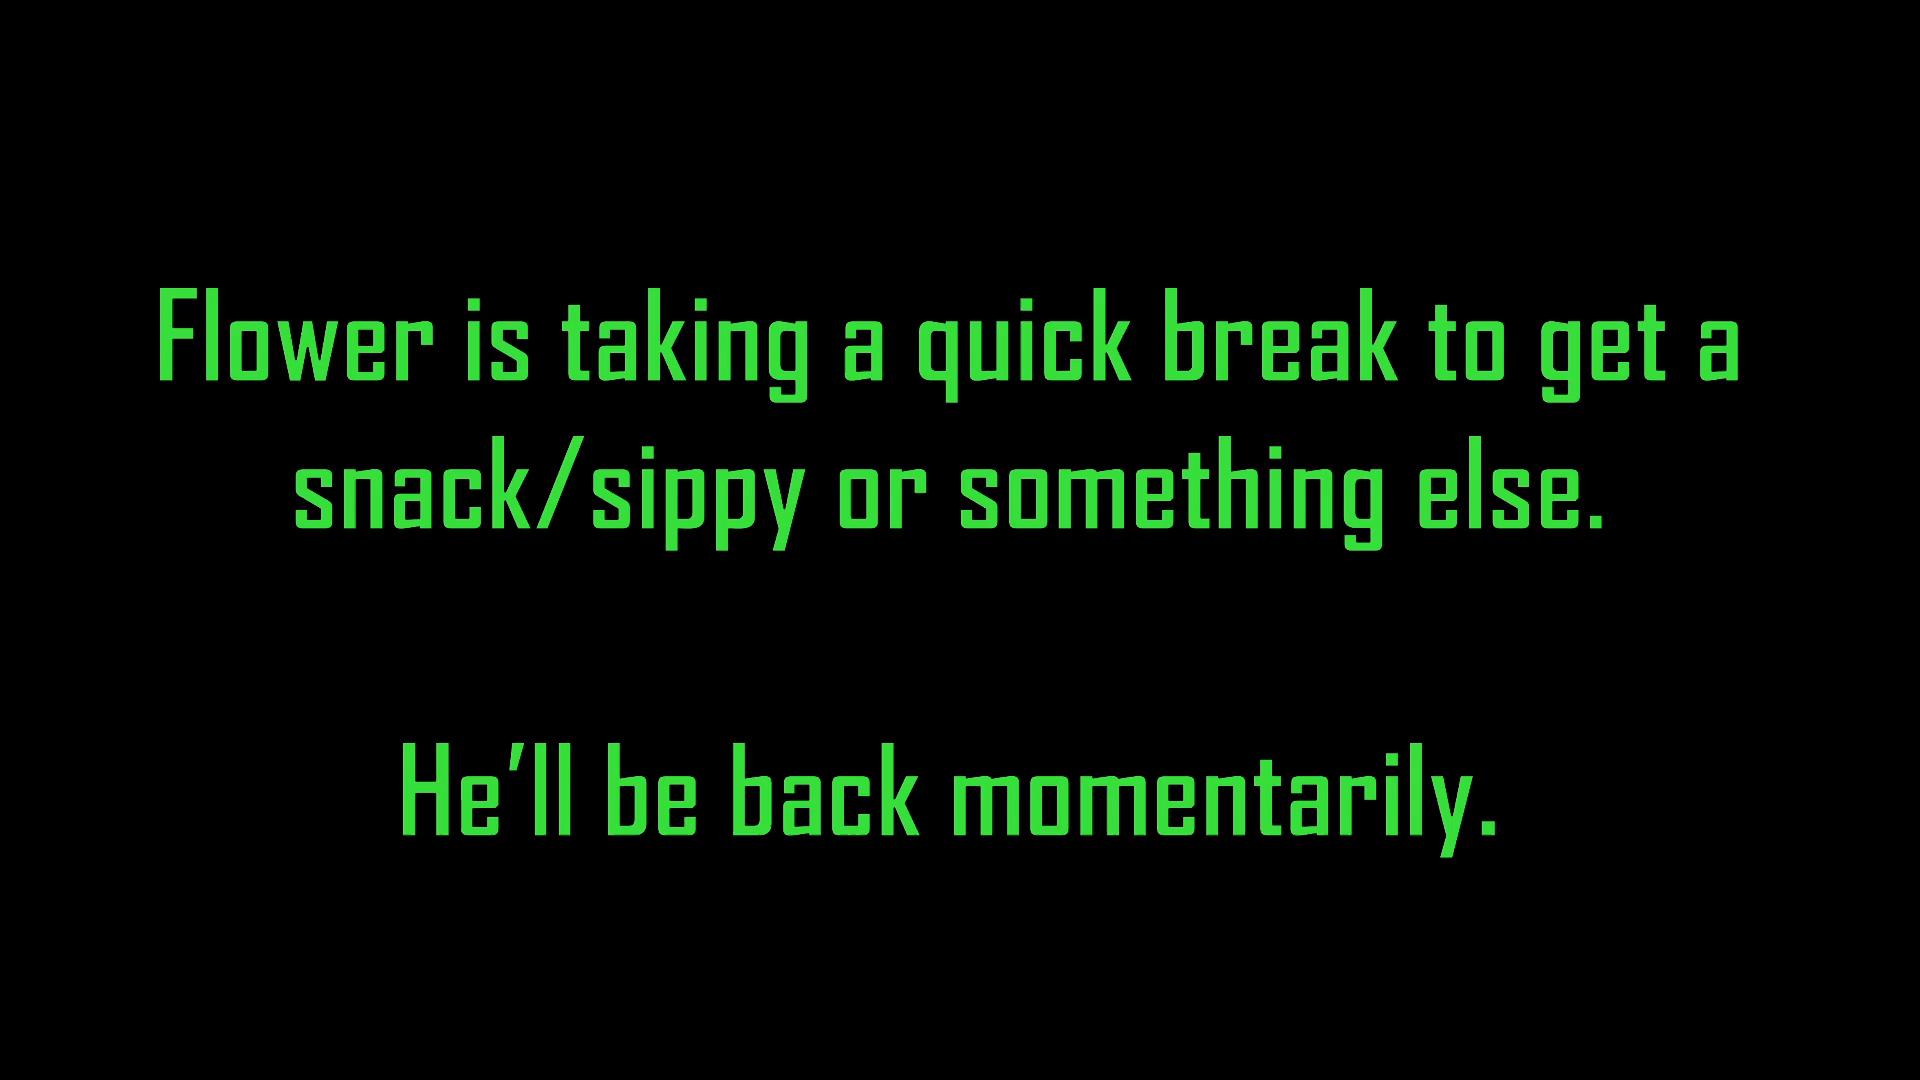 Flower is taking a quick break to get a
snack/sippy or something else.
He’ll be back momentarily.